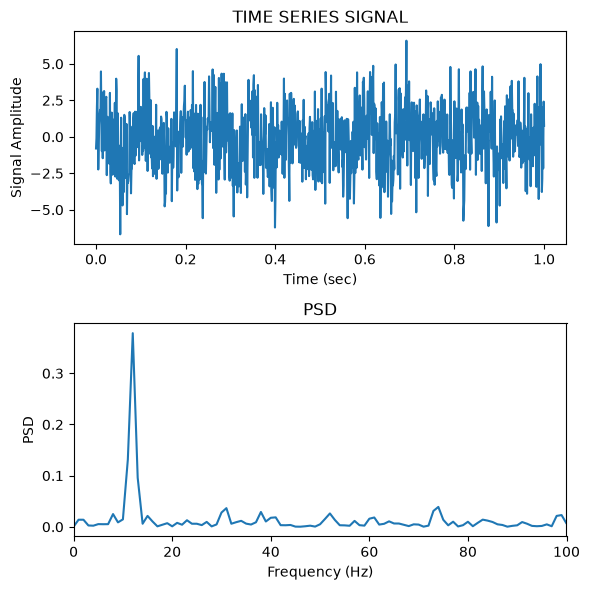 TIME SERIES SIGNAL
5.0
2.5
0.0
−2.5
−5.0
Signal Amplitude
0.0 0.2 0.4 0.6 0.8 1.0
Time (sec)
PSD
0.3
0.2
0.1
0.0
PSD
0 20 40 60 80 100
Frequency (Hz)